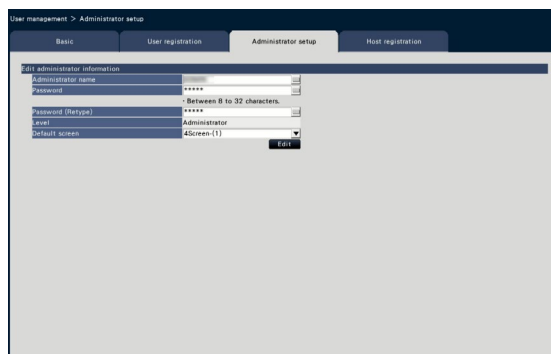 User management > Administrator setup
Basic
User registration
Administrator setup
Host registration
Edit administrator information
Administrator name
Password
*****
· Between 8 to 32 characters.
Password (Retype)
*****
Level
Administrator
Default screen
4Screen-(1)
Edit